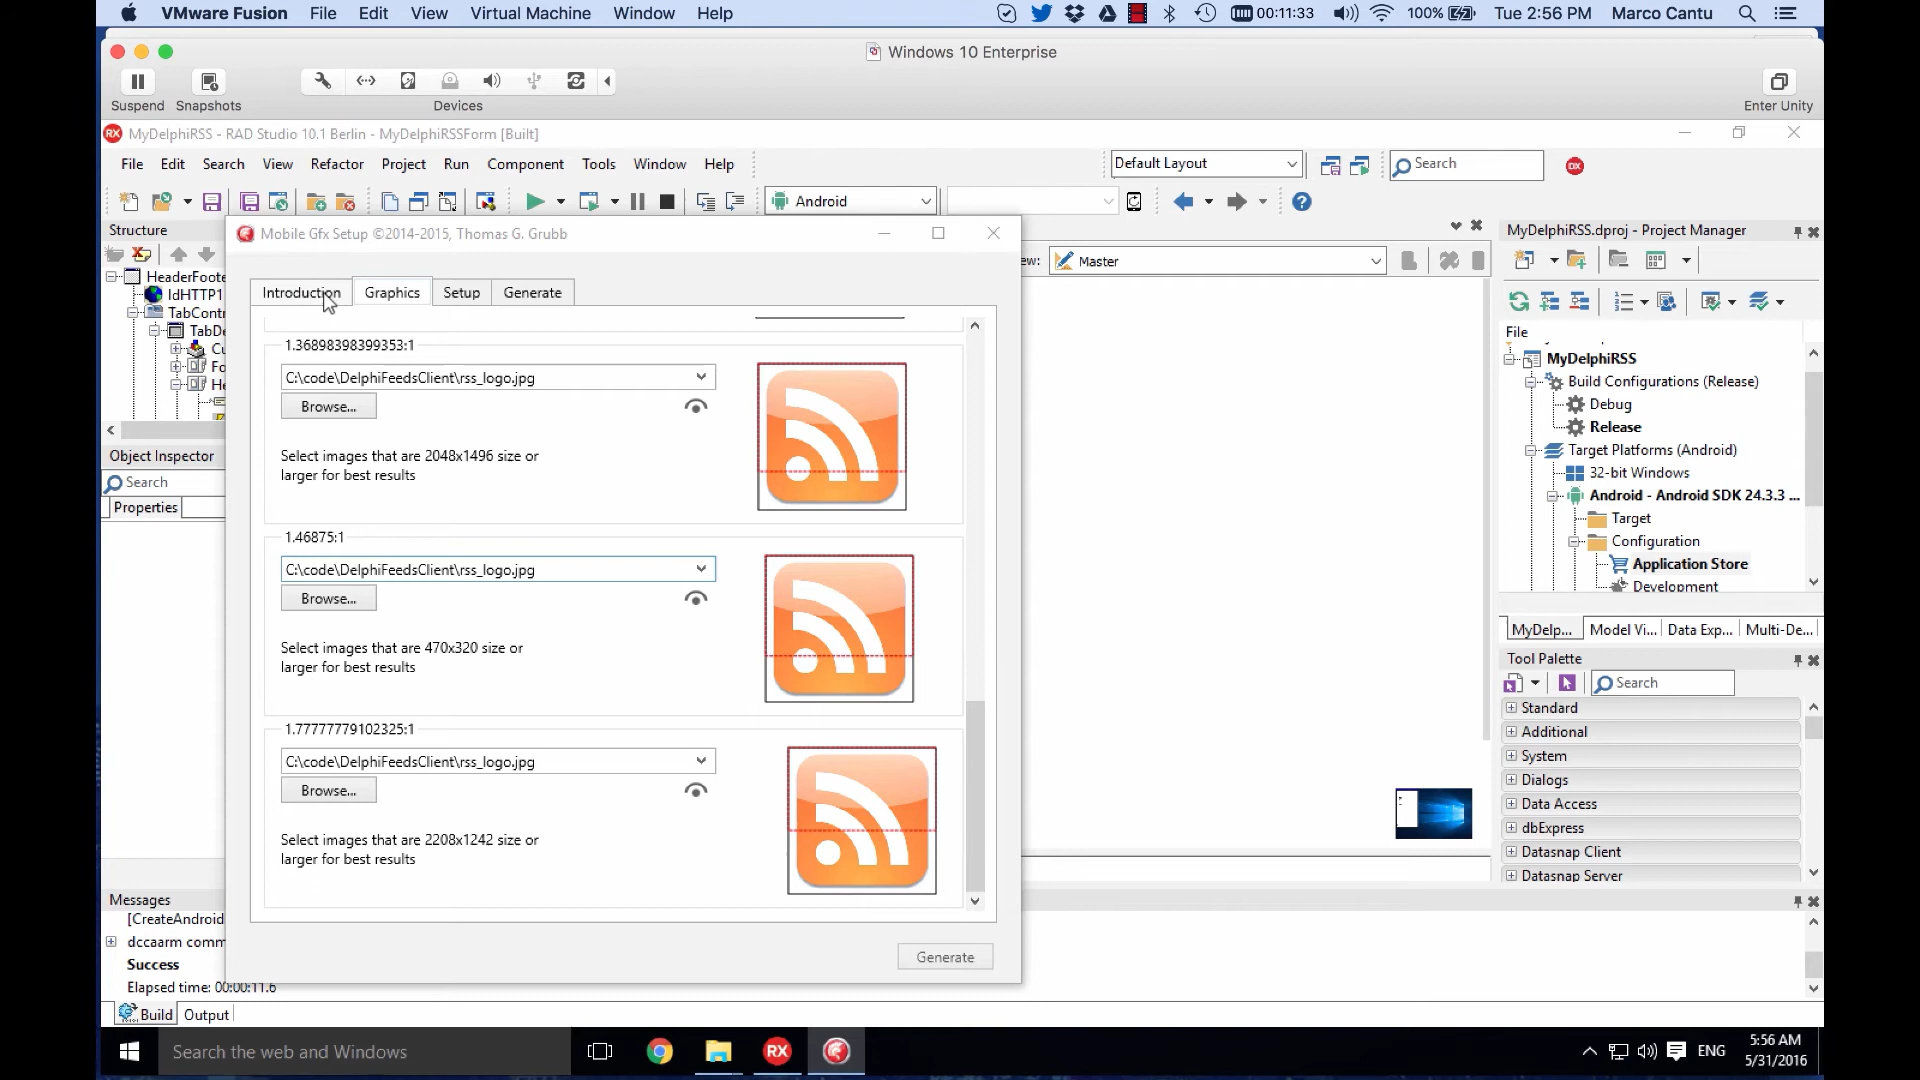 VMware Fusion File Edit View Virtual Machine Window Help 00:11:33 100% Tue 2:56 PM Marco Cantu
Windows 10 Enterprise
Suspend Snapshots Devices Enter Unity
MyDelphiRSS - RAD Studio 10.1 Berlin - MyDelphiRSSForm [Built]
File Edit Search View Refactor Project Run Component Tools Window Help Default Layout Search
Android
Structure
HeaderFoote
IdHTTP1
TabContr
TabDe
Cu
Fo
He
Object Inspector
Search
Properties
Mobile Gfx Setup ©2014-2015, Thomas G. Grubb
Introduction Graphics Setup Generate
1.36898398399353:1
C:\code\DelphiFeedsClient\rss_logo.jpg
Browse...
Select images that are 2048x1496 size or
larger for best results
1.46875:1
C:\code\DelphiFeedsClient\rss_logo.jpg
Browse...
Select images that are 470x320 size or
larger for best results
1.77777779102325:1
C:\code\DelphiFeedsClient\rss_logo.jpg
Browse...
Select images that are 2208x1242 size or
larger for best results
Generate
ew: Master
MyDelphiRSS.dproj - Project Manager
File
MyDelphiRSS
Build Configurations (Release)
Debug
Release
Target Platforms (Android)
32-bit Windows
Android - Android SDK 24.3.3 ...
Target
Configuration
Application Store
Development
MyDelp... Model Vi... Data Exp... Multi-De...
Tool Palette
Search
Standard
Additional
System
Dialogs
Data Access
dbExpress
Datasnap Client
Datasnap Server
Messages
[CreateAndroid
dccaarm comm
Success
Elapsed time: 00:00:11.6
Build Output
Search the web and Windows
ENG
5:56 AM
5/31/2016